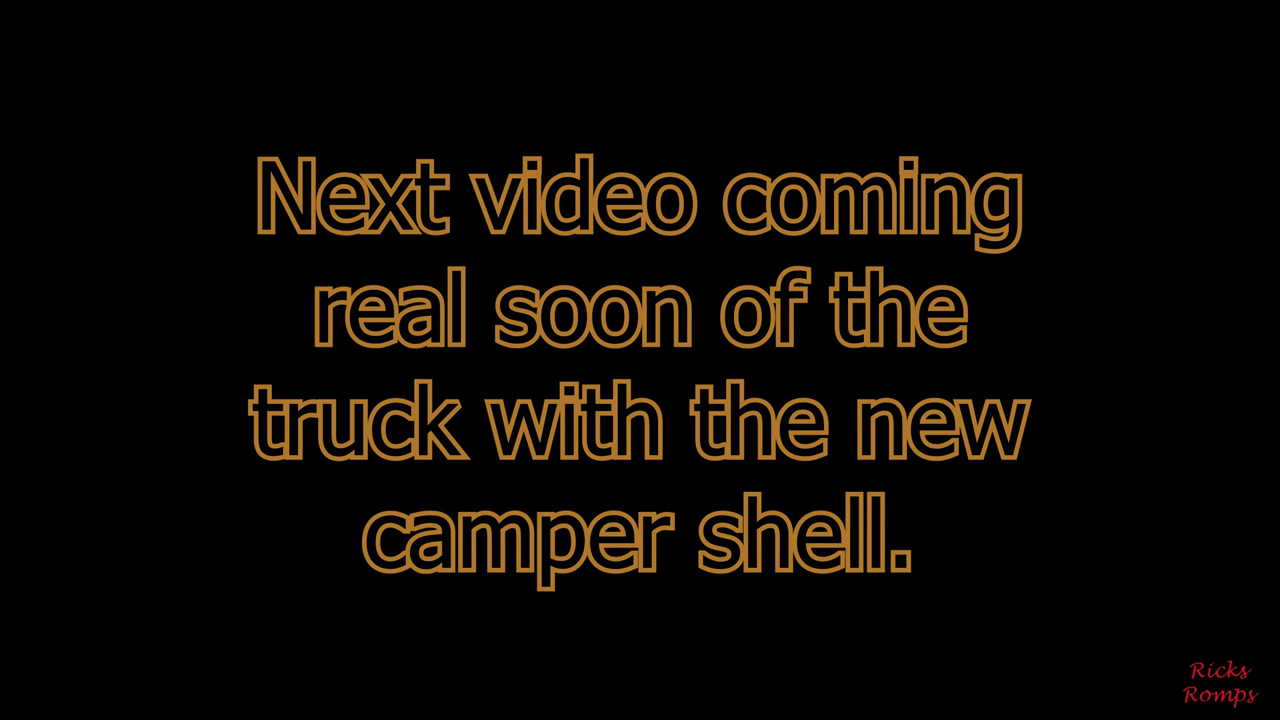 Next video coming
real soon of the
truck with the new
camper shell.
Ricks
Romps